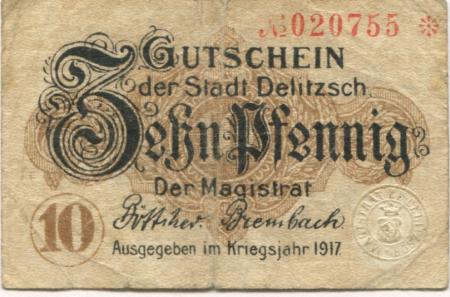 №020755 *
GUTSCHEIN
der Stadt Delitzsch.
Zehn Pfennig
Der Magistrat
10 Böttcher. Brembach
Ausgegeben im Kriegsjahr 1917.